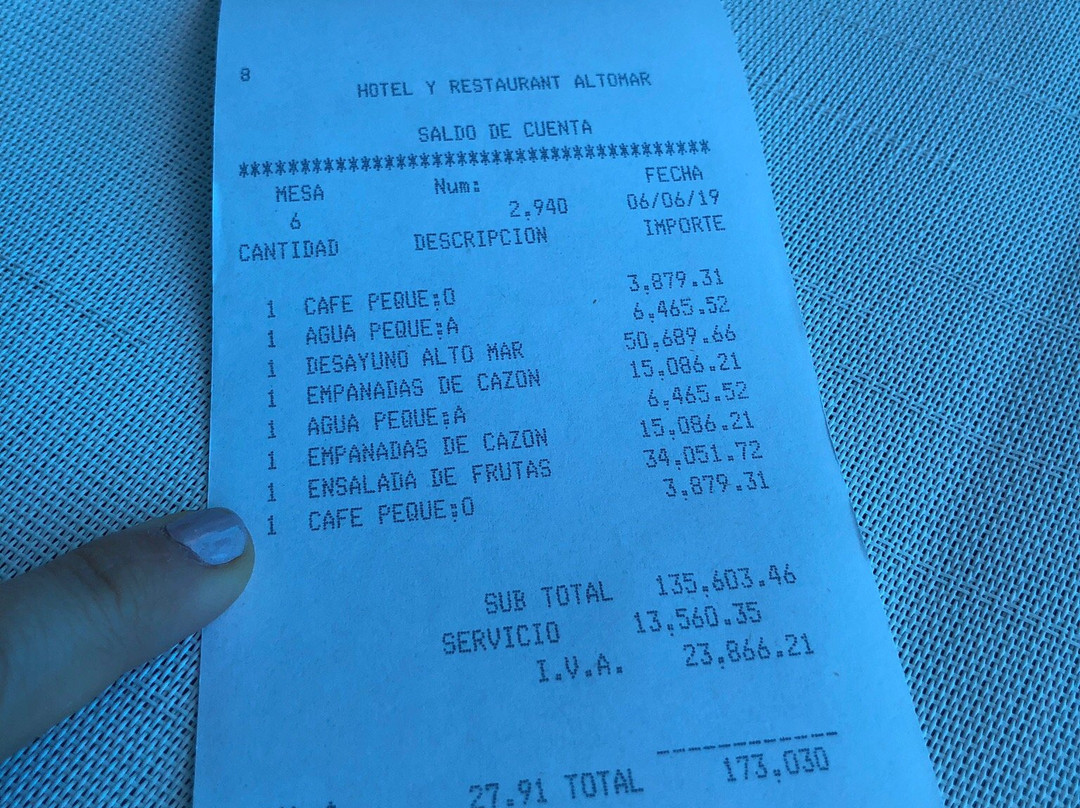 8
HOTEL Y RESTAURANT ALTOMAR
SALDO DE CUENTA
***************************************
MESA Num: FECHA
6 2,940 06/06/19
CANTIDAD DESCRIPCION IMPORTE
1 CAFE PEQUE;O 3,879.31
1 AGUA PEQUE;A 6,465.52
1 DESAYUNO ALTO MAR 50,689.66
1 EMPANADAS DE CAZON 15,086.21
1 AGUA PEQUE;A 6,465.52
1 EMPANADAS DE CAZON 15,086.21
1 ENSALADA DE FRUTAS 34,051.72
1 CAFE PEQUE;O 3,879.31
SUB TOTAL 135,603.46
SERVICIO 13,560.35
I.V.A. 23,866.21
27.91 TOTAL 173,030